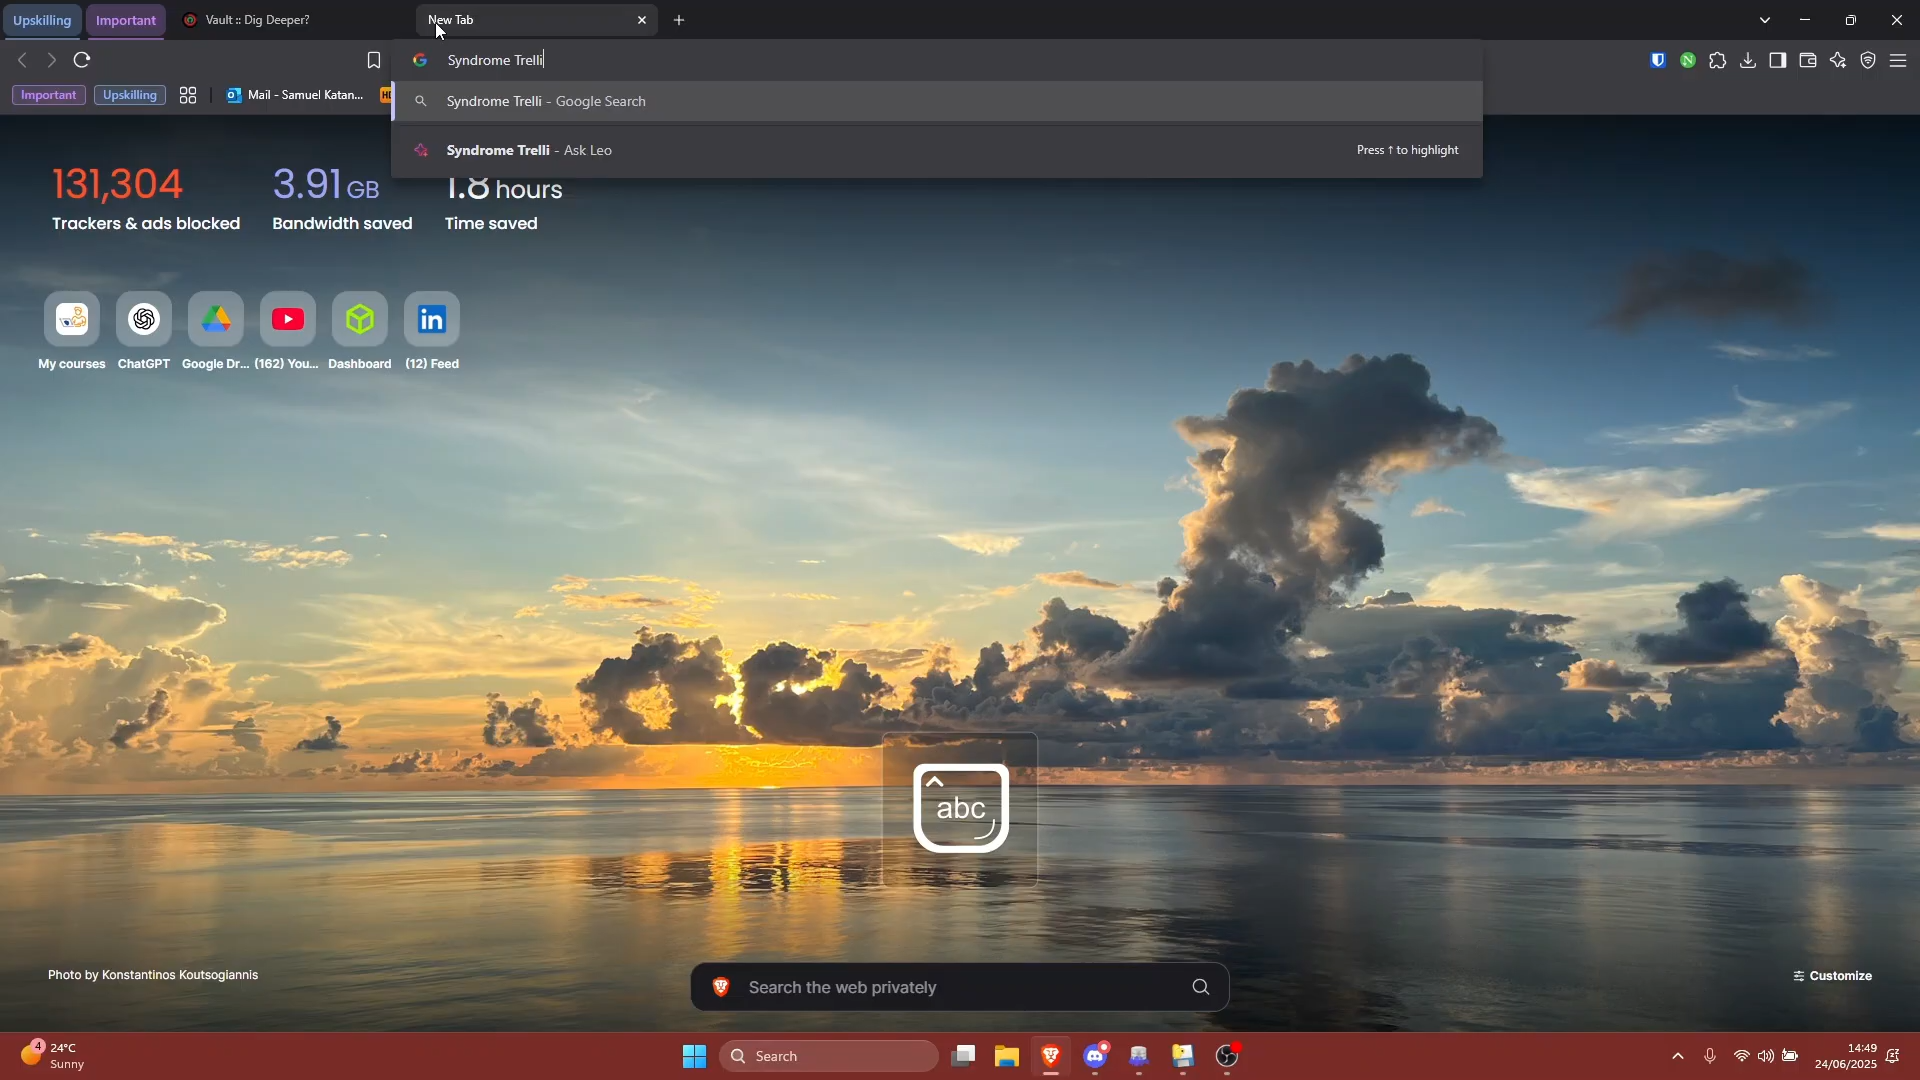 Upskilling
Important
Vault :: Dig Deeper?
New Tab
Syndrome Trelli
Important
Upskilling
Mail - Samuel Katan...
Syndrome Trelli - Google Search
Syndrome Trelli - Ask Leo
Press ↑ to highlight
131,304
Trackers & ads blocked
3.91 GB
Bandwidth saved
1.8 hours
Time saved
My courses
ChatGPT
Google Dr...
(162) You...
Dashboard
(12) Feed
abc
Photo by Konstantinos Koutsogiannis
Search the web privately
Customize
4
24°C
Sunny
Search
14:49
24/06/2025